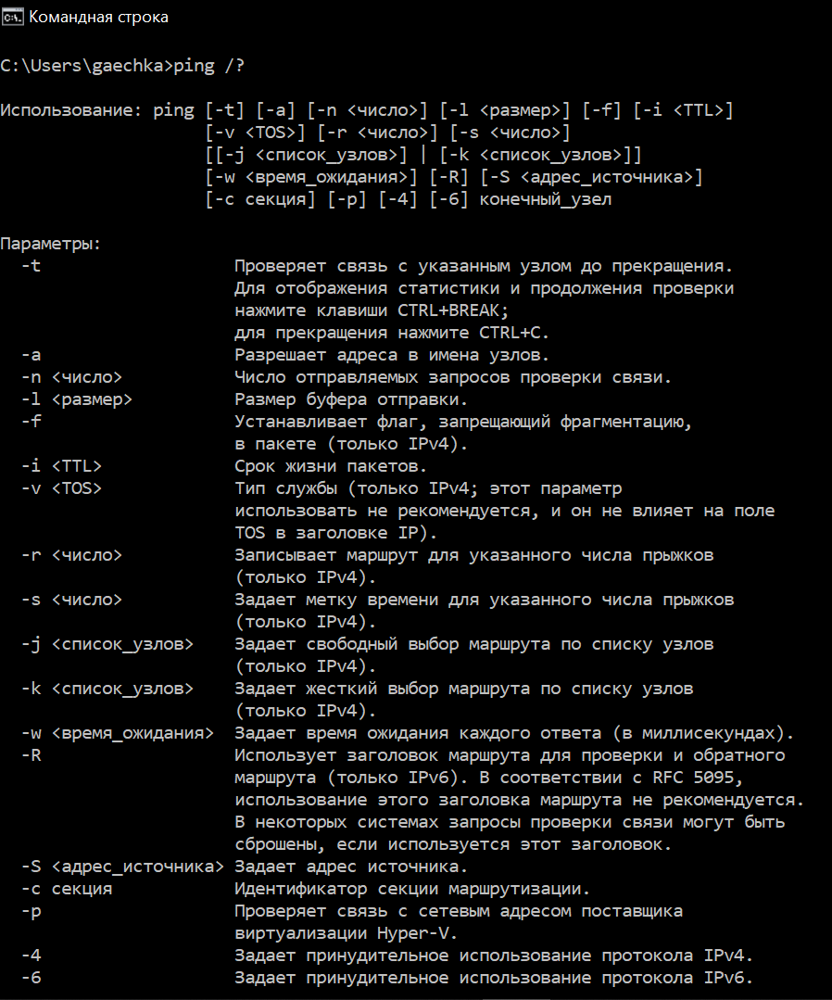 Командная строка
C:\Users\gaechka>ping /?
Использование: ping [-t] [-a] [-n <число>] [-l <размер>] [-f] [-i <TTL>]
[-v <TOS>] [-r <число>] [-s <число>]
[[-j <список_узлов>] | [-k <список_узлов>]]
[-w <время_ожидания>] [-R] [-S <адрес_источника>]
[-c секция] [-p] [-4] [-6] конечный_узел
Параметры:
-t Проверяет связь с указанным узлом до прекращения.
Для отображения статистики и продолжения проверки
нажмите клавиши CTRL+BREAK;
для прекращения нажмите CTRL+C.
-a Разрешает адреса в имена узлов.
-n <число> Число отправляемых запросов проверки связи.
-l <размер> Размер буфера отправки.
-f Устанавливает флаг, запрещающий фрагментацию,
в пакете (только IPv4).
-i <TTL> Срок жизни пакетов.
-v <TOS> Тип службы (только IPv4; этот параметр
использовать не рекомендуется, и он не влияет на поле
TOS в заголовке IP).
-r <число> Записывает маршрут для указанного числа прыжков
(только IPv4).
-s <число> Задает метку времени для указанного числа прыжков
(только IPv4).
-j <список_узлов> Задает свободный выбор маршрута по списку узлов
(только IPv4).
-k <список_узлов> Задает жесткий выбор маршрута по списку узлов
(только IPv4).
-w <время_ожидания> Задает время ожидания каждого ответа (в миллисекундах).
-R Использует заголовок маршрута для проверки и обратного
маршрута (только IPv6). В соответствии с RFC 5095,
использование этого заголовка маршрута не рекомендуется.
В некоторых системах запросы проверки связи могут быть
сброшены, если используется этот заголовок.
-S <адрес_источника> Задает адрес источника.
-c секция Идентификатор секции маршрутизации.
-p Проверяет связь с сетевым адресом поставщика
виртуализации Hyper-V.
-4 Задает принудительное использование протокола IPv4.
-6 Задает принудительное использование протокола IPv6.